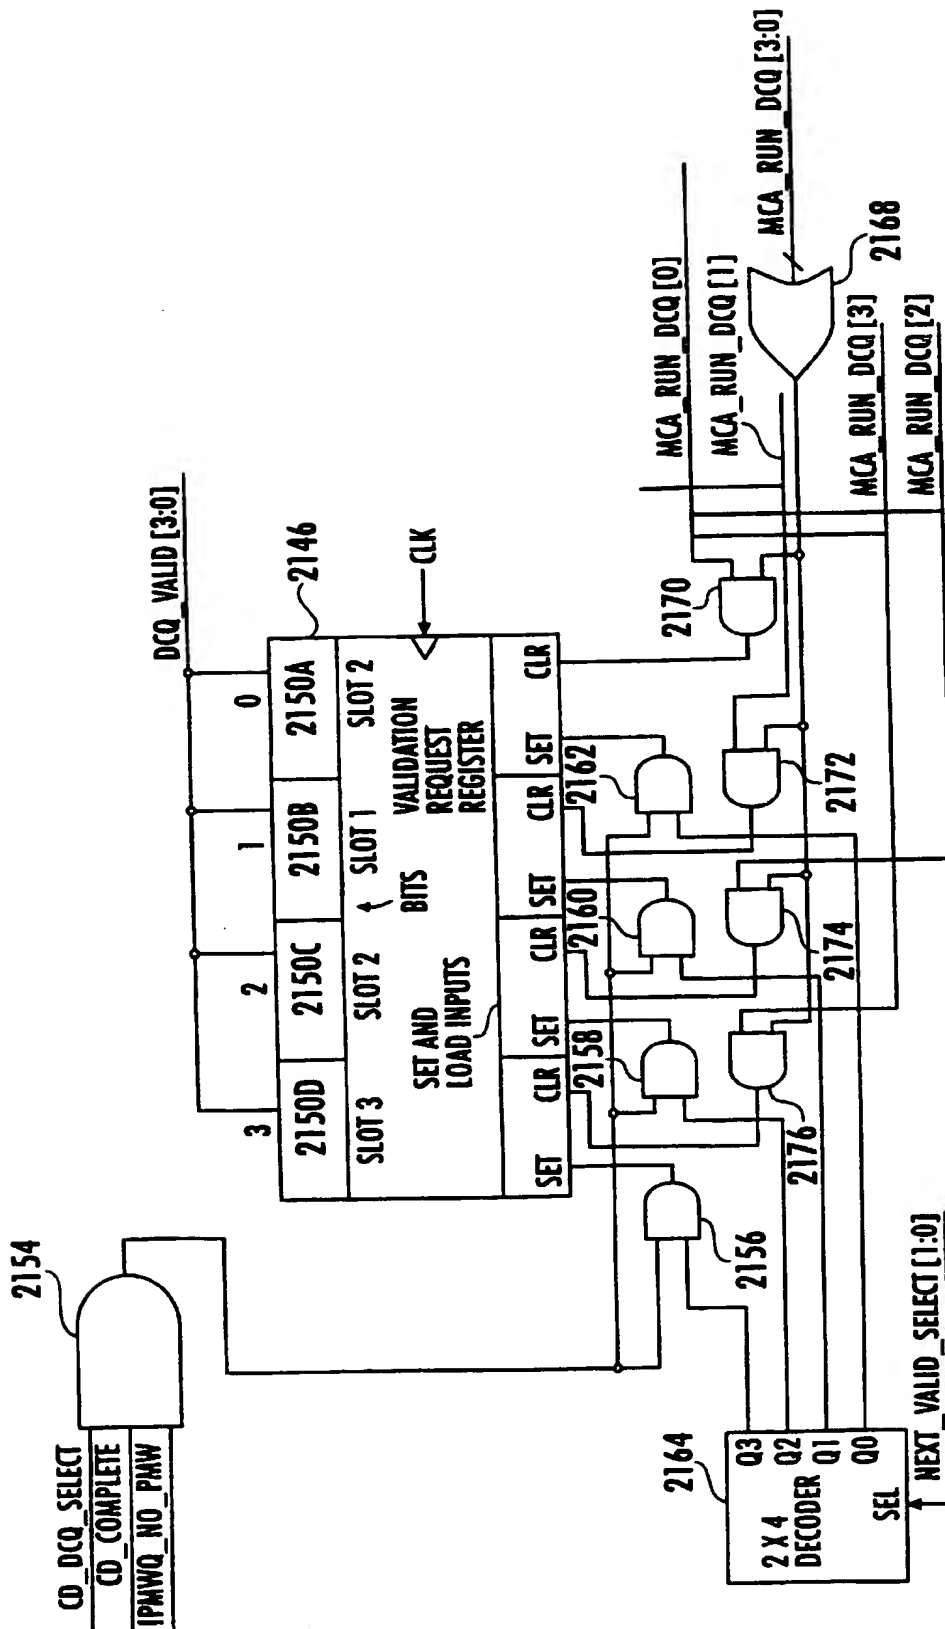 2154
CD_DCQ_SELECT
CD_COMPLETE
!PMWQ_NO_PMW
DCQ_VALID [3:0]
3
2
1
0
2150D
2150C
2150B
2150A
2146
SLOT 3
SLOT 2
SLOT 1
SLOT 2
BITS
VALIDATION
REQUEST
REGISTER
CLK
SET AND
LOAD INPUTS
SET
CLR
SET
CLR
SET
CLR
SET
CLR
2156
2158
2160
2162
2170
2172
2174
2176
MCA_RUN_DCQ [0]
MCA_RUN_DCQ [1]
MCA_RUN_DCQ [3:0]
2168
MCA_RUN_DCQ [3]
MCA_RUN_DCQ [2]
2164
Q3
Q2
Q1
Q0
2 X 4
DECODER
SEL
NEXT_VALID_SELECT [1:0]